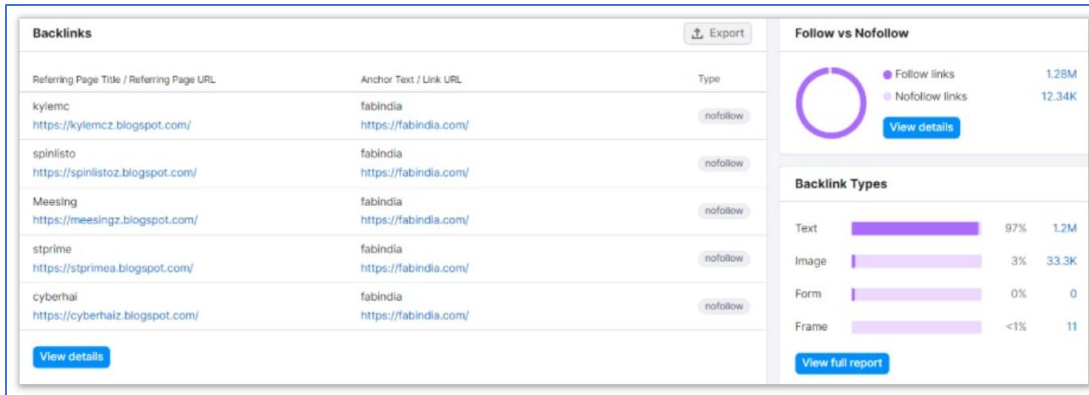 Backlinks
Export
Referring Page Title / Referring Page URL
Anchor Text / Link URL
Type
kylemc
fabindia
https://kylemcz.blogspot.com/
https://fabindia.com/
nofollow
spinlisto
fabindia
https://spinlistoz.blogspot.com/
https://fabindia.com/
nofollow
Meesing
fabindia
https://meesingz.blogspot.com/
https://fabindia.com/
nofollow
stprime
fabindia
https://stprimea.blogspot.com/
https://fabindia.com/
nofollow
cyberhai
fabindia
https://cyberhaiz.blogspot.com/
https://fabindia.com/
nofollow
View details
Follow vs Nofollow
Follow links 1.28M
Nofollow links 12.34K
View details
Backlink Types
Text 97% 1.2M
Image 3% 33.3K
Form 0% 0
Frame <1% 11
View full report